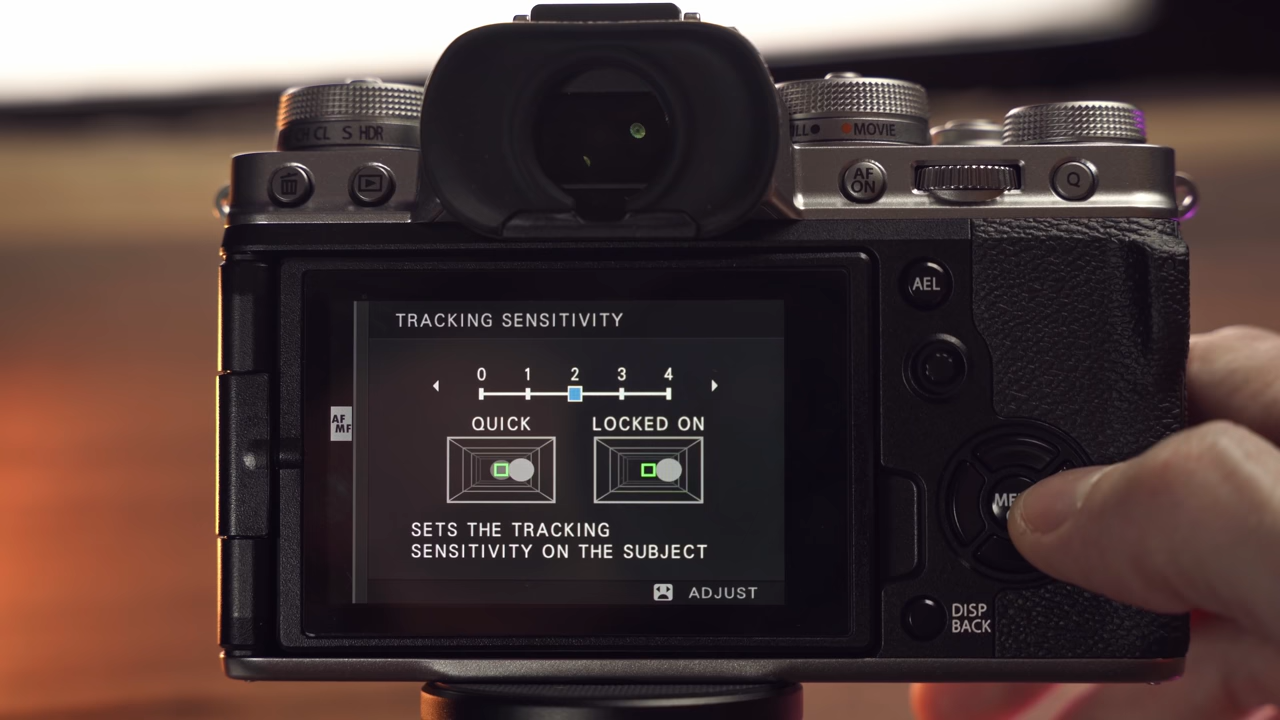 CL S HDR
MOVIE
AF
ON
Q
AEL
TRACKING SENSITIVITY
0 1 2 3 4
QUICK LOCKED ON
AF
MF
SETS THE TRACKING
SENSITIVITY ON THE SUBJECT
ADJUST
DISP
BACK